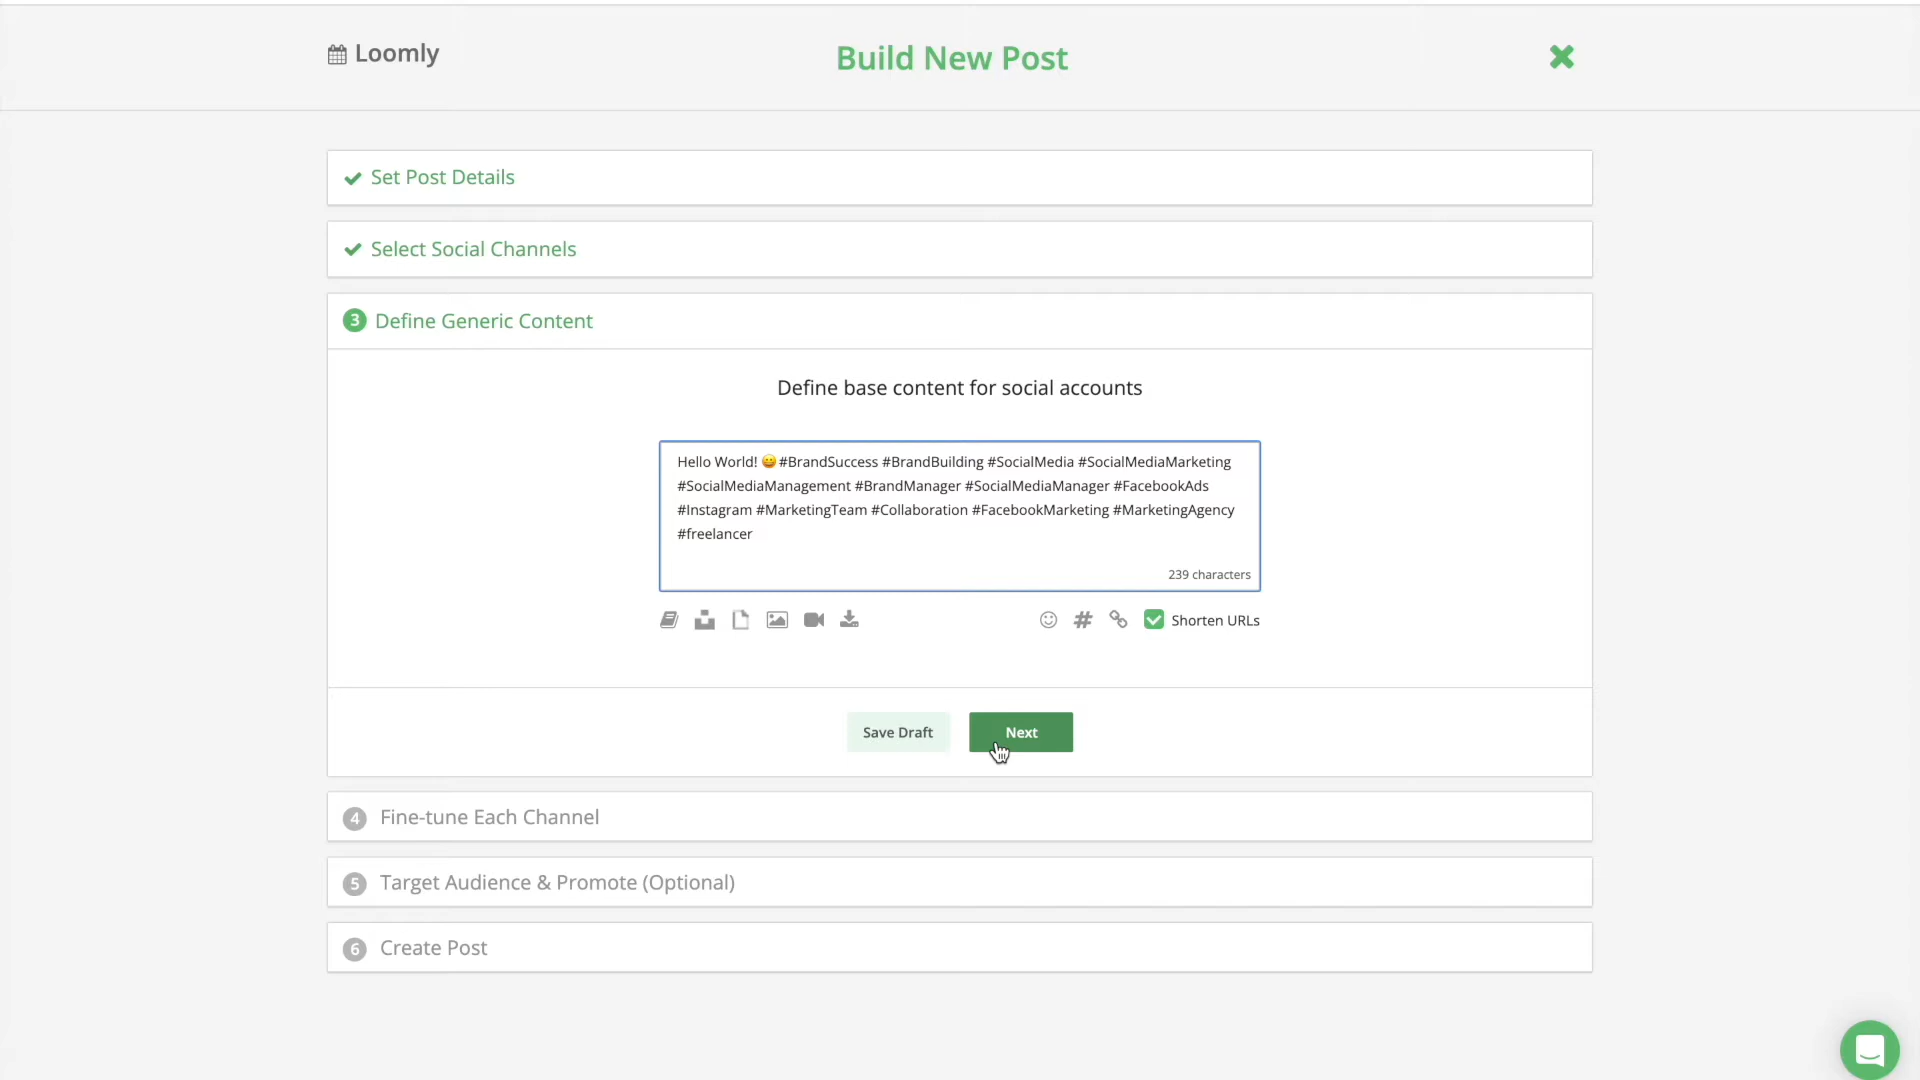 Loomly
Build New Post
Set Post Details
Select Social Channels
3 Define Generic Content
Define base content for social accounts
Hello World! 😀#BrandSuccess #BrandBuilding #SocialMedia #SocialMediaMarketing
#SocialMediaManagement #BrandManager #SocialMediaManager #FacebookAds
#Instagram #MarketingTeam #Collaboration #FacebookMarketing #MarketingAgency
#freelancer
239 characters
Shorten URLs
Save Draft
Next
4 Fine-tune Each Channel
5 Target Audience & Promote (Optional)
6 Create Post